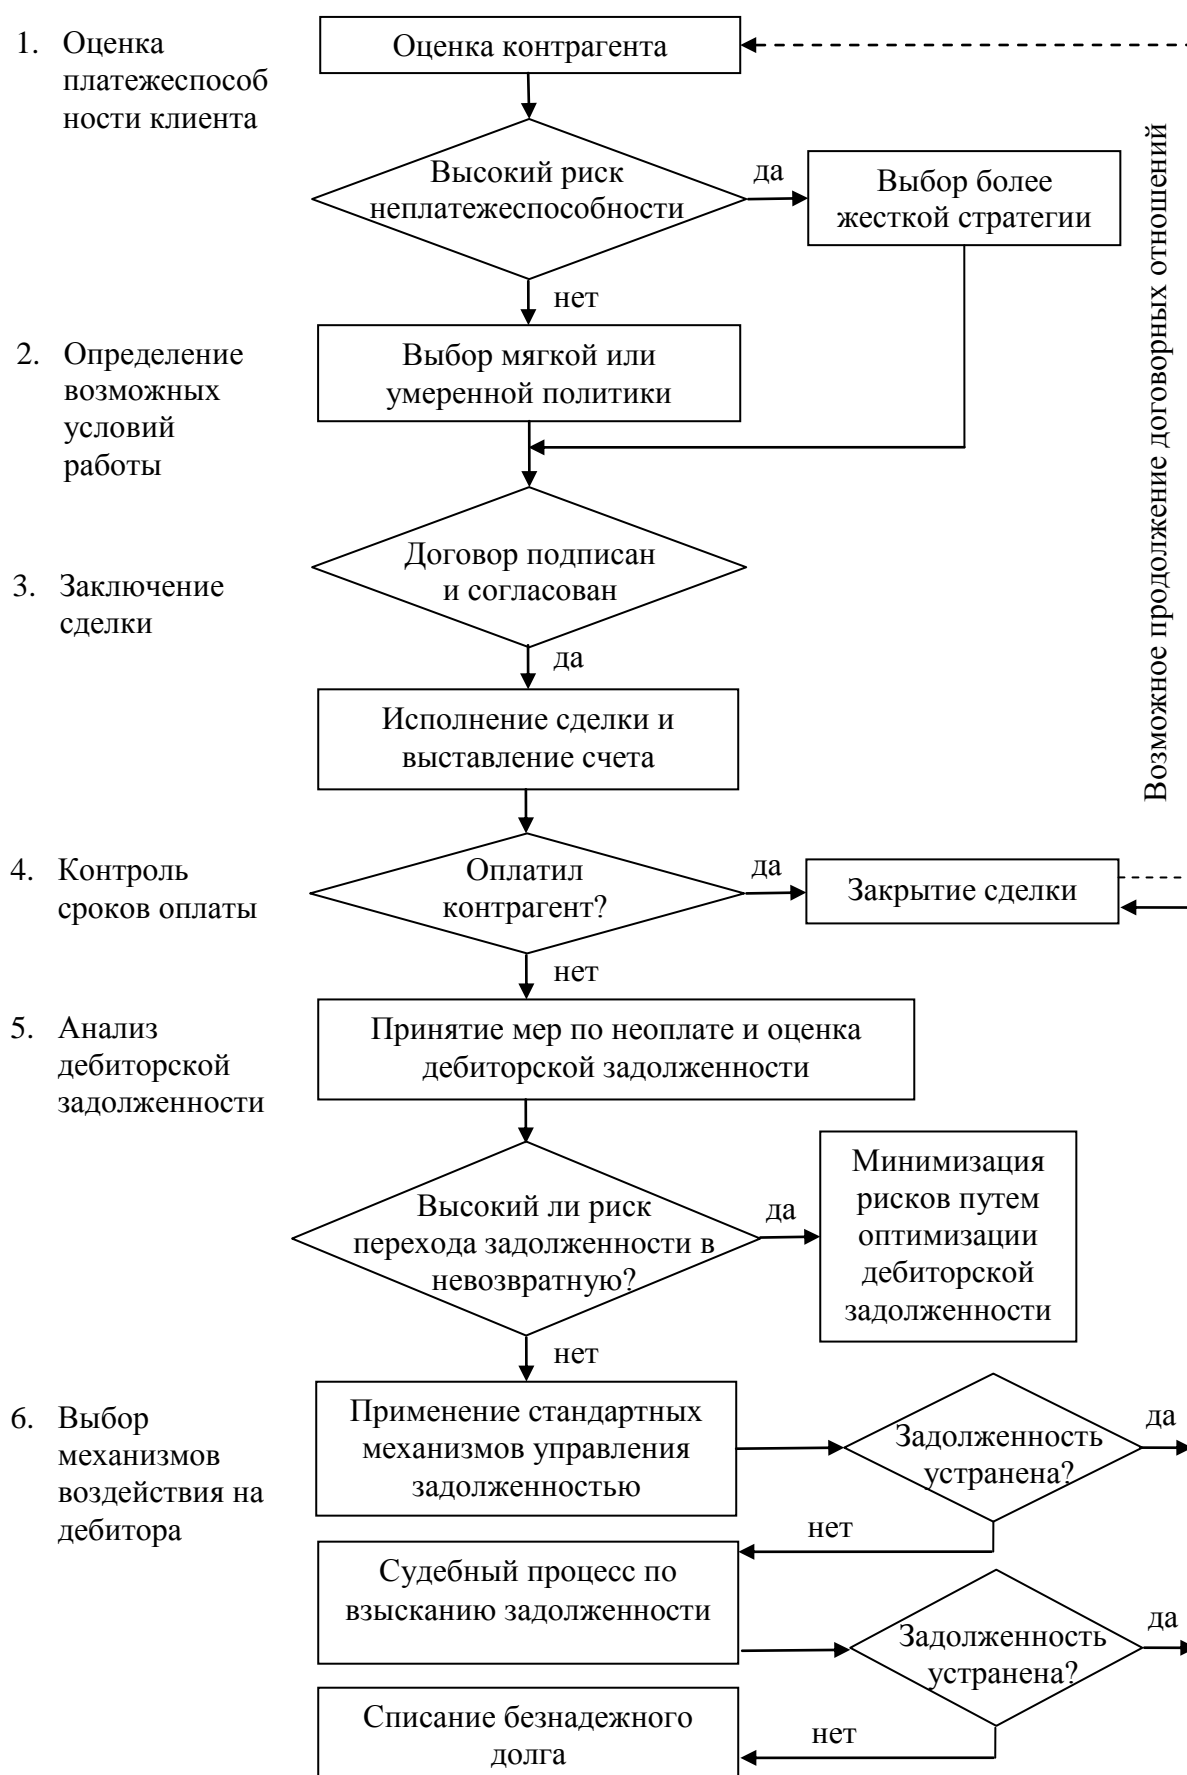 1. Оценка
платежеспособ
ности клиента
Оценка контрагента
Высокий риск
неплатежеспособности
да
Выбор более
жесткой стратегии
Возможное продолжение договорных отношений
нет
2. Определение
возможных
условий
работы
Выбор мягкой или
умеренной политики
3. Заключение
сделки
Договор подписан
и согласован
да
Исполнение сделки и
выставление счета
4. Контроль
сроков оплаты
Оплатил
контрагент?
да
Закрытие сделки
нет
5. Анализ
дебиторской
задолженности
Принятие мер по неоплате и оценка
дебиторской задолженности
Высокий ли риск
перехода задолженности в
невозвратную?
да
Минимизация
рисков путем
оптимизации
дебиторской
задолженности
нет
6. Выбор
механизмов
воздействия на
дебитора
Применение стандартных
механизмов управления
задолженностью
Задолженность
устранена?
да
нет
Судебный процесс по
взысканию задолженности
Задолженность
устранена?
да
нет
Списание безнадежного
долга